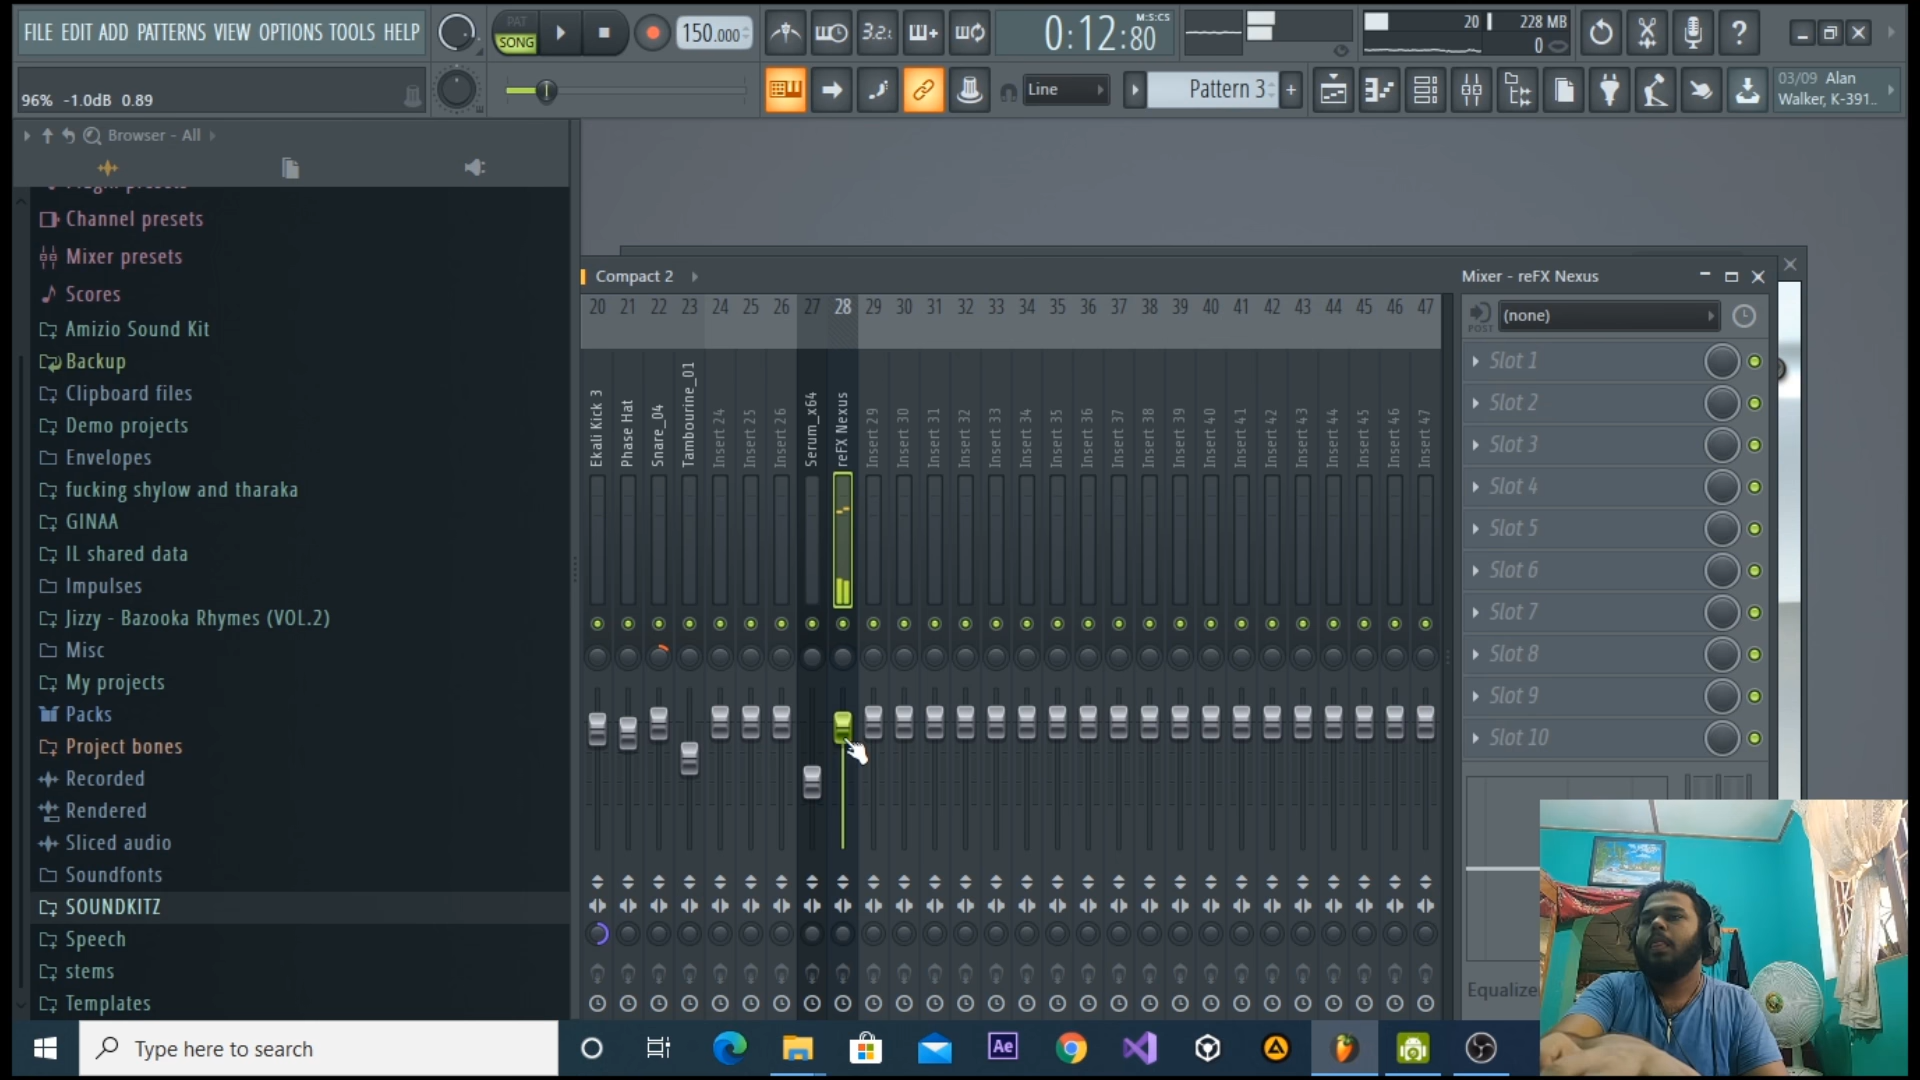 FILE EDIT ADD PATTERNS VIEW OPTIONS TOOLS HELP
PAT
SONG
150.000
3.2.
0:12:80
M:S:CS
20
228 MB
0
96% -1.0dB 0.89
Line
Pattern 3
03/09 Alan
Walker, K-391..
Browser - All
Plugin presets
Channel presets
Mixer presets
Scores
Amizio Sound Kit
Backup
Clipboard files
Demo projects
Envelopes
fucking shylow and tharaka
GINAA
IL shared data
Impulses
Jizzy - Bazooka Rhymes (VOL.2)
Misc
My projects
Packs
Project bones
Recorded
Rendered
Sliced audio
Soundfonts
SOUNDKITZ
Speech
stems
Templates
Compact 2
20 21 22 23 24 25 26 27 28 29 30 31 32 33 34 35 36 37 38 39 40 41 42 43 44 45 46 47
Ekali Kick 3
Phase Hat
Snare_04
Tambourine_01
Insert 24
Insert 25
Insert 26
Serum_x64
reFX Nexus
Insert 29
Insert 30
Insert 31
Insert 32
Insert 33
Insert 34
Insert 35
Insert 36
Insert 37
Insert 38
Insert 39
Insert 40
Insert 41
Insert 42
Insert 43
Insert 44
Insert 45
Insert 46
Insert 47
Mixer - reFX Nexus
POST
(none)
Slot 1
Slot 2
Slot 3
Slot 4
Slot 5
Slot 6
Slot 7
Slot 8
Slot 9
Slot 10
Equalize
Type here to search
Ae